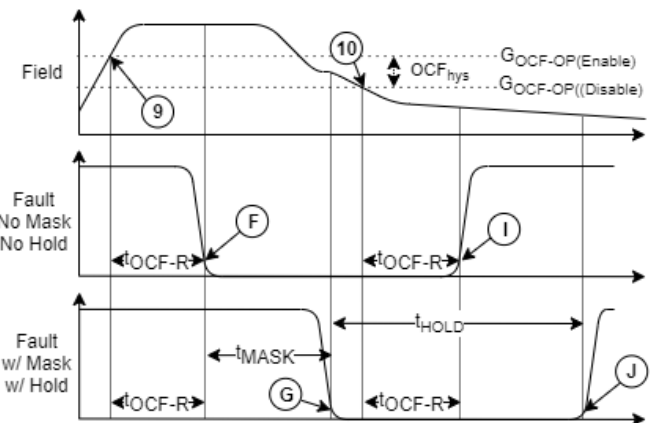 Field
9
10
OCFhys
GOCF-OP(Enable)
GOCF-OP((Disable)
Fault
No Mask
No Hold
tOCF-R
F
tOCF-R
I
Fault
w/ Mask
w/ Hold
tMASK
tHOLD
tOCF-R
G
tOCF-R
J